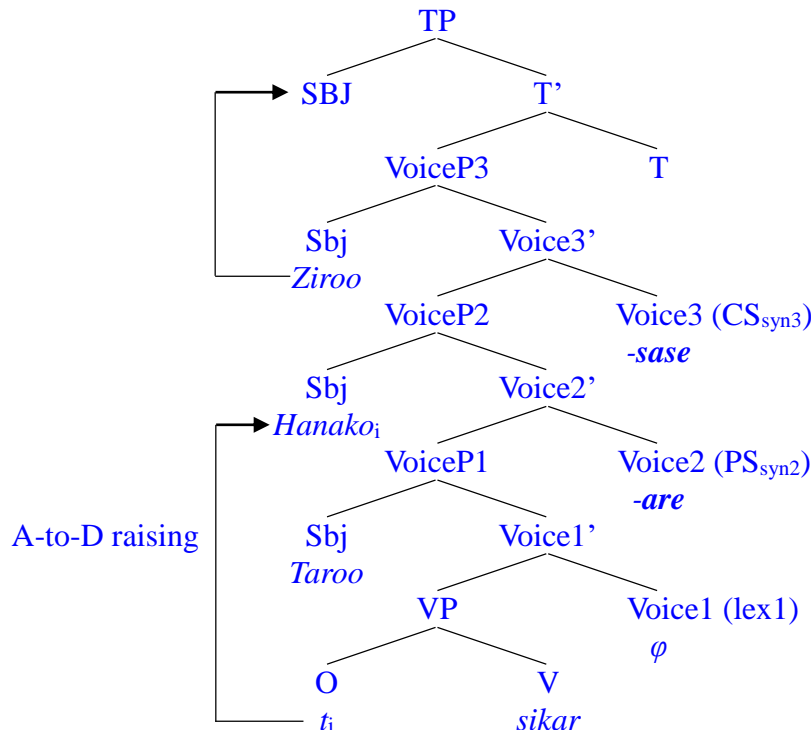 TP
SBJ T’
VoiceP3 T
Sbj Voice3’
Ziroo
VoiceP2 Voice3 (CSsyn3)
-sase
Sbj Voice2’
Hanakoi
VoiceP1 Voice2 (PSsyn2)
-are
A-to-D raising Sbj Voice1’
Taroo
VP Voice1 (lex1)
φ
O V
ti sikar